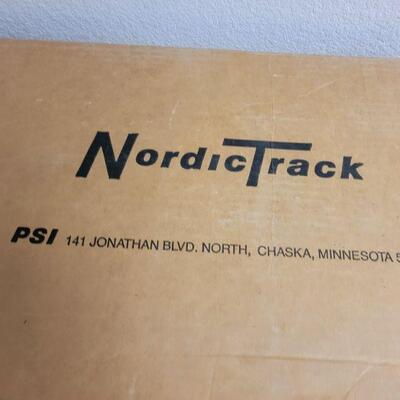 NordicTrack
PSI 141 JONATHAN BLVD. NORTH, CHASKA, MINNESOTA